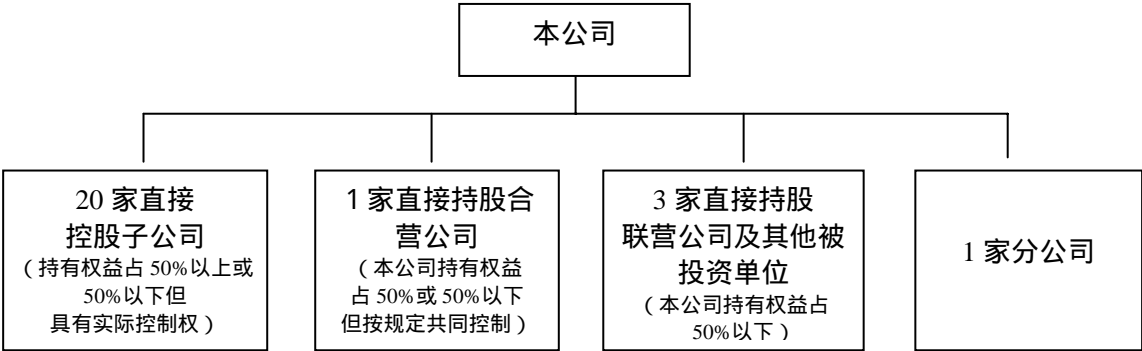 本公司
20 家直接
控股子公司
（持有权益占 50%以上或
50%以下但
具有实际控制权）
1 家直接持股合
营公司
（本公司持有权益
占 50%或 50%以下
但按规定共同控制）
3 家直接持股
联营公司及其他被
投资单位
（本公司持有权益占
50%以下）
1 家分公司